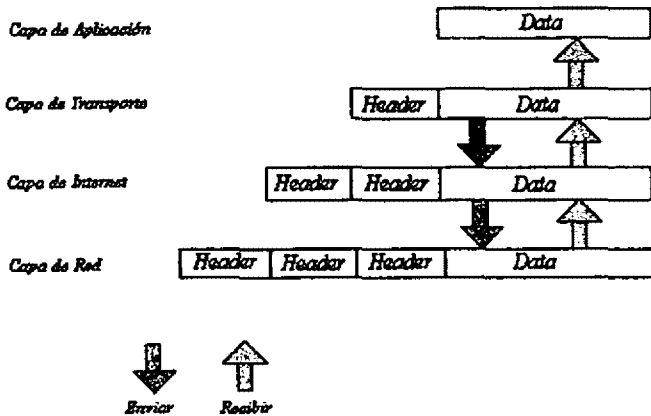 Capa de Aplicación Data
Capa de Transporte Header Data
Capa de Internet Header Header Data
Capa de Red Header Header Header Data
Enviar Recibir